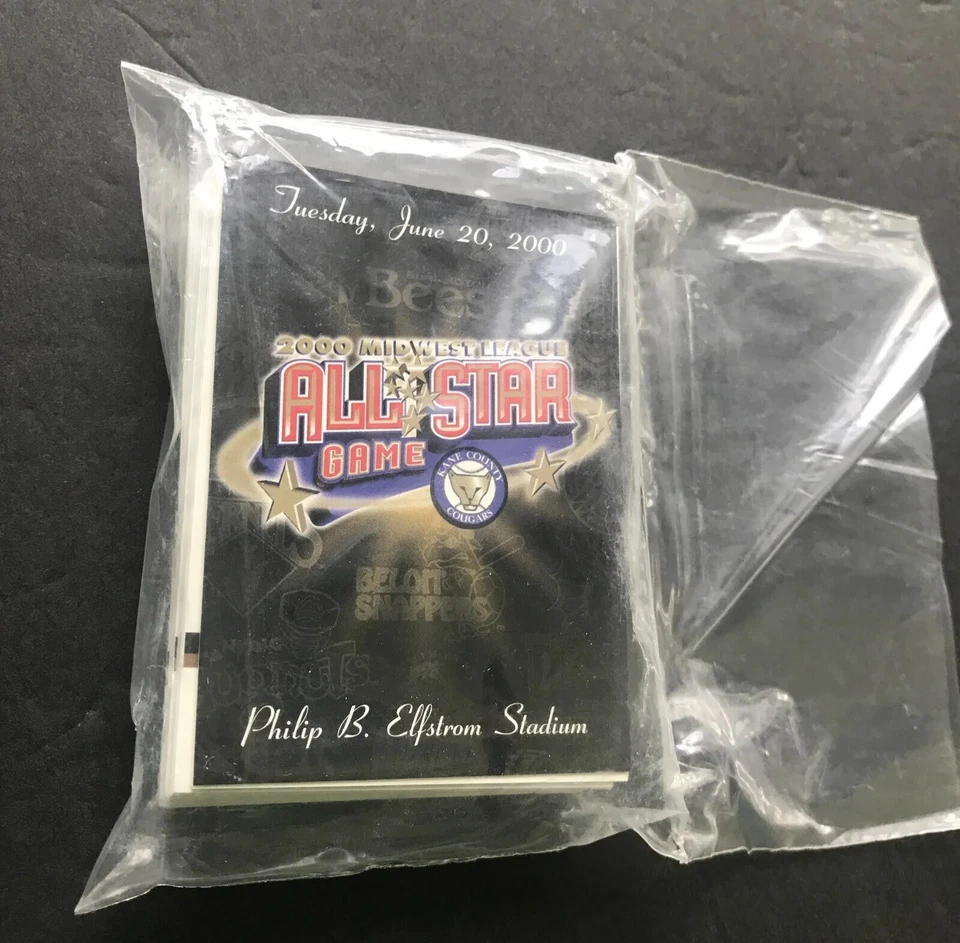 Tuesday, June 20, 2000
Bees
2000 MIDWEST LEAGUE
ALL STAR
GAME
KANE COUNTY
COUGARS
BELOIT
SNAPPERS
Philip B. Elfstrom Stadium